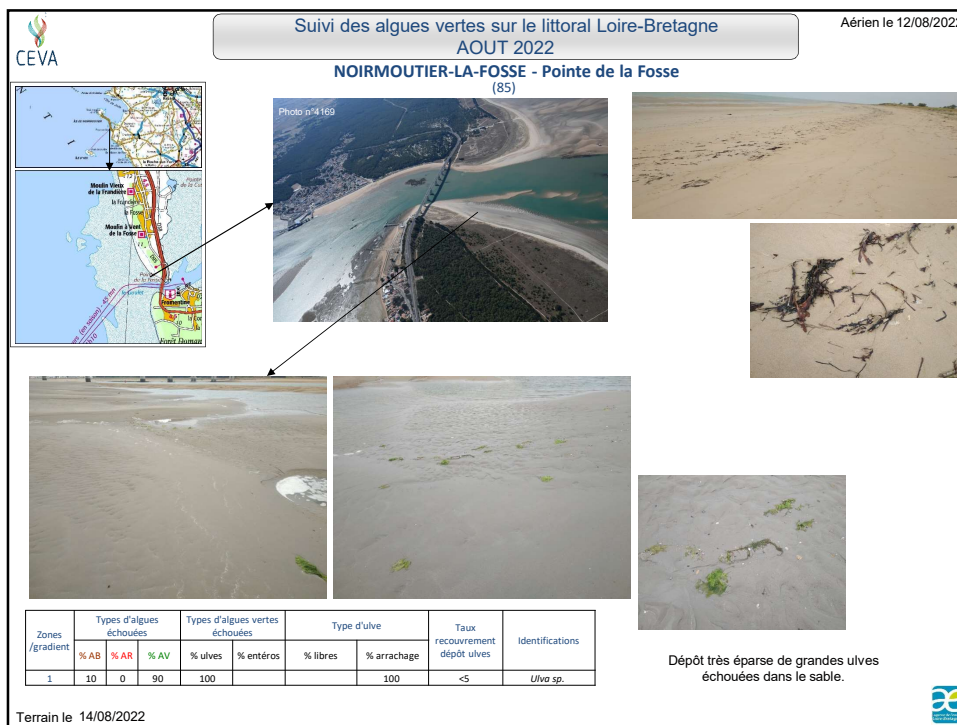 CEVA
Suivi des algues vertes sur le littoral Loire-Bretagne
AOUT 2022
Aérien le 12/08/2022
NOIRMOUTIER-LA-FOSSE - Pointe de la Fosse
(85)
Photo n°4169
Moulin Vieux
de la Frandière
la Frandière
la Fosse
Moulin à Vent
de la Fosse
Fromentine
(en saison) - 45 mn
Forêt Doman
Zones
/gradient
Types d'algues
échouées
Types d'algues vertes
échouées
Type d'ulve
Taux
recouvrement
dépôt ulves
Identifications
% AB % AR % AV % ulves % entéros % libres % arrachage
1 10 0 90 100 100 <5 Ulva sp.
Dépôt très éparse de grandes ulves
échouées dans le sable.
Terrain le 14/08/2022